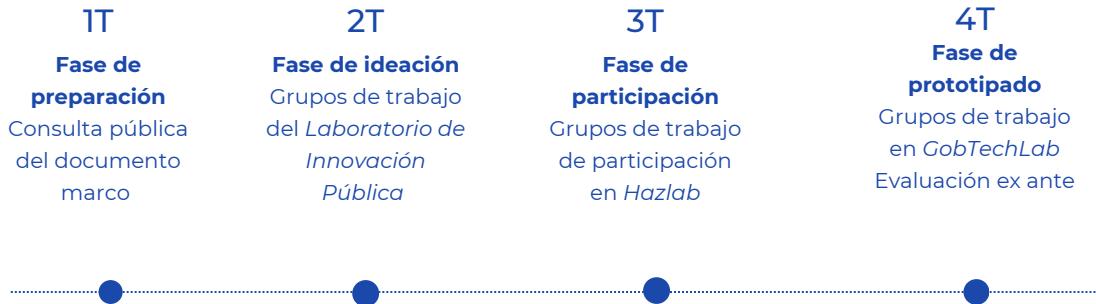 1T
Fase de
preparación
Consulta pública
del documento
marco
2T
Fase de ideación
Grupos de trabajo
del Laboratorio de
Innovación
Pública
3T
Fase de
participación
Grupos de trabajo
de participación
en Hazlab
4T
Fase de
prototipado
Grupos de trabajo
en GobTechLab
Evaluación ex ante